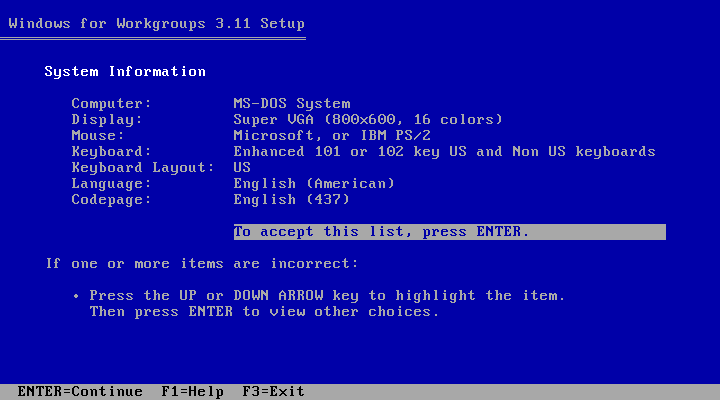 Windows for Workgroups 3.11 Setup
System Information
Computer: MS-DOS System
Display: Super VGA (800x600, 16 colors)
Mouse: Microsoft, or IBM PS/2
Keyboard: Enhanced 101 or 102 key US and Non US keyboards
Keyboard Layout: US
Language: English (American)
Codepage: English (437)
To accept this list, press ENTER.
If one or more items are incorrect:
• Press the UP or DOWN ARROW key to highlight the item.
Then press ENTER to view other choices.
ENTER=Continue F1=Help F3=Exit